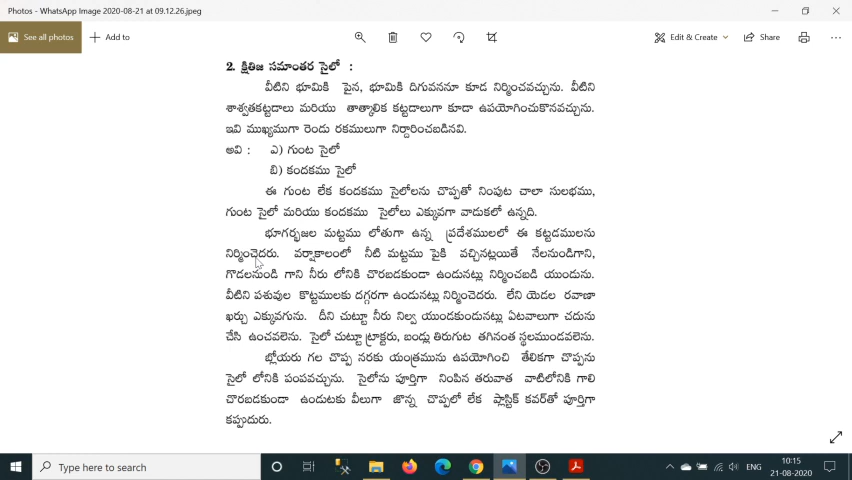 Photos - WhatsApp Image 2020-08-21 at 09.12.26.jpeg
See all photos
Add to
Edit & Create
Share
2. క్షితిజ సమాంతర సైలో :
వీటిని భూమికి పైన, భూమికి దిగువననూ కూడ నిర్మించవచ్చును. వీటిని
శాశ్వతకట్టడాలు మరియు తాత్కాలిక కట్టడాలుగా కూడా ఉపయోగించుకొనవచ్చును.
ఇవి ముఖ్యముగా రెండు రకములుగా నిర్ధారించబడినవి.
అవి : ఎ) గుంట సైలో
బి) కందకము సైలో
ఈ గుంట లేక కందకము సైలోలను చొప్పతో నింపుట చాలా సులభము,
గుంట సైలో మరియు కందకము సైలోలు ఎక్కువగా వాడుకలో ఉన్నది.
భూగర్భజల మట్టము లోతుగా ఉన్న ప్రదేశములలో ఈ కట్టడములను
నిర్మించెదరు. వర్షాకాలంలో నీటి మట్టము పైకి వచ్చినట్లయితే నేలనుండిగాని,
గొడలనుండి గాని నీరు లోనికి చొరబడకుండా ఉండునట్లు నిర్మించబడి యుండును.
వీటిని పశువుల కొట్టములకు దగ్గరగా ఉండునట్లు నిర్మించెదరు. లేని యెడల రవాణా
ఖర్చు ఎక్కువగును. దీని చుట్టూ నీరు నిల్వ యుండకుండునట్లు ఏటవాలుగా చదును
చేసి ఉంచవలెను. సైలో చుట్టూ ట్రాక్టరు, బండ్లు తిరుగుట తగినంత స్థలముండవలెను.
బ్లోయరు గల చొప్ప నరకు యంత్రమును ఉపయోగించి తేలికగా చొప్పను
సైలో లోనికి పంపవచ్చును. సైలోను పూర్తిగా నింపిన తరువాత వాటిలోనికి గాలి
చొరబడకుండా ఉండుటకు వీలుగా జొన్న చొప్పలో లేక ప్లాస్టిక్ కవర్‌తో పూర్తిగా
కప్పుదురు.
Type here to search
ENG
10:15
21-08-2020